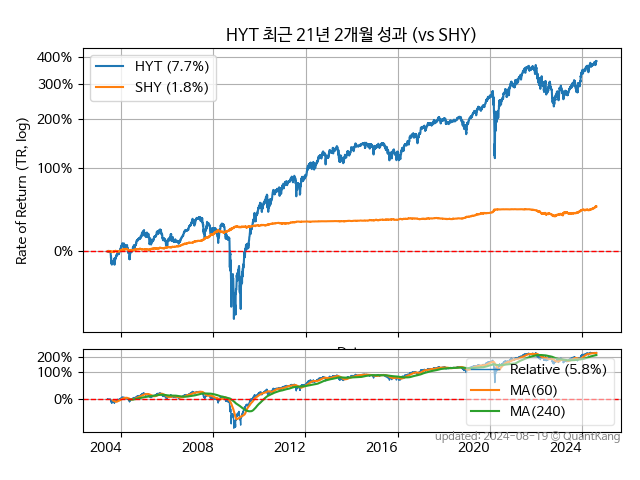 HYT 최근 21년 2개월 성과 (vs SHY)
Rate of Return (TR, log)
400%
300%
200%
100%
0%
HYT (7.7%)
SHY (1.8%)
200%
100%
0%
Relative (5.8%)
MA(60)
MA(240)
2004
2008
2012
2016
2020
2024
updated: 2024-08-19 © QuantKang